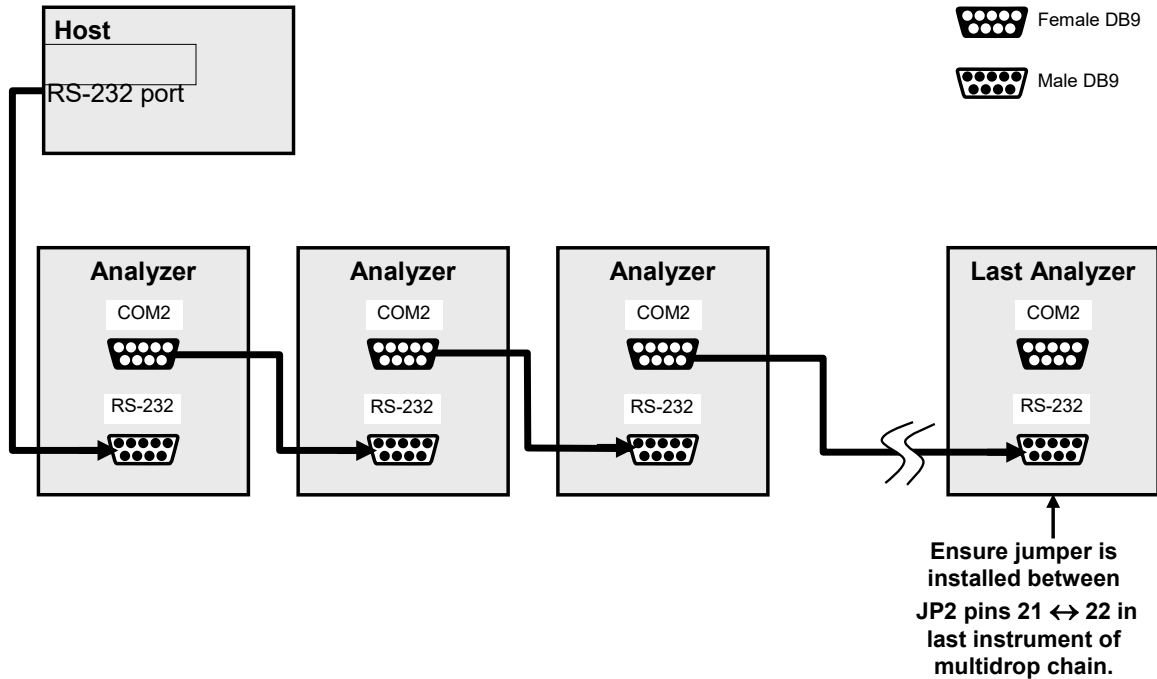 Host
RS-232 port
Female DB9
Male DB9
Analyzer
COM2
RS-232
Analyzer
COM2
RS-232
Analyzer
COM2
RS-232
Last Analyzer
COM2
RS-232
Ensure jumper is
installed between
JP2 pins 21 ↔ 22 in
last instrument of
multidrop chain.